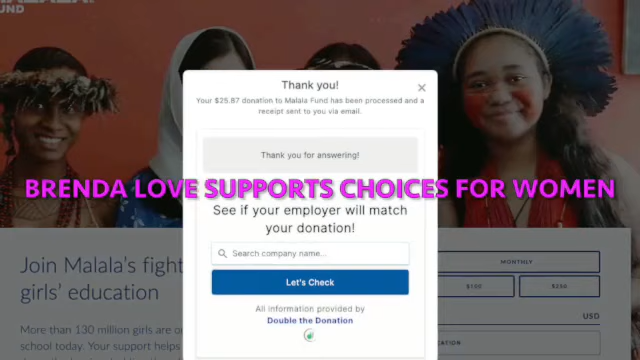 FUND
Thank you!
Your $25.87 donation to Malala Fund has been processed and a
receipt sent to you via email.
Thank you for answering!
BRENDA LOVE SUPPORTS CHOICES FOR WOMEN
See if your employer will match
your donation!
Search company name...
Let's Check
All information provided by
Double the Donation
Join Malala's fight
girls' education
More than 130 million girls are
school today. Your support helps
MONTHLY
$250
USD